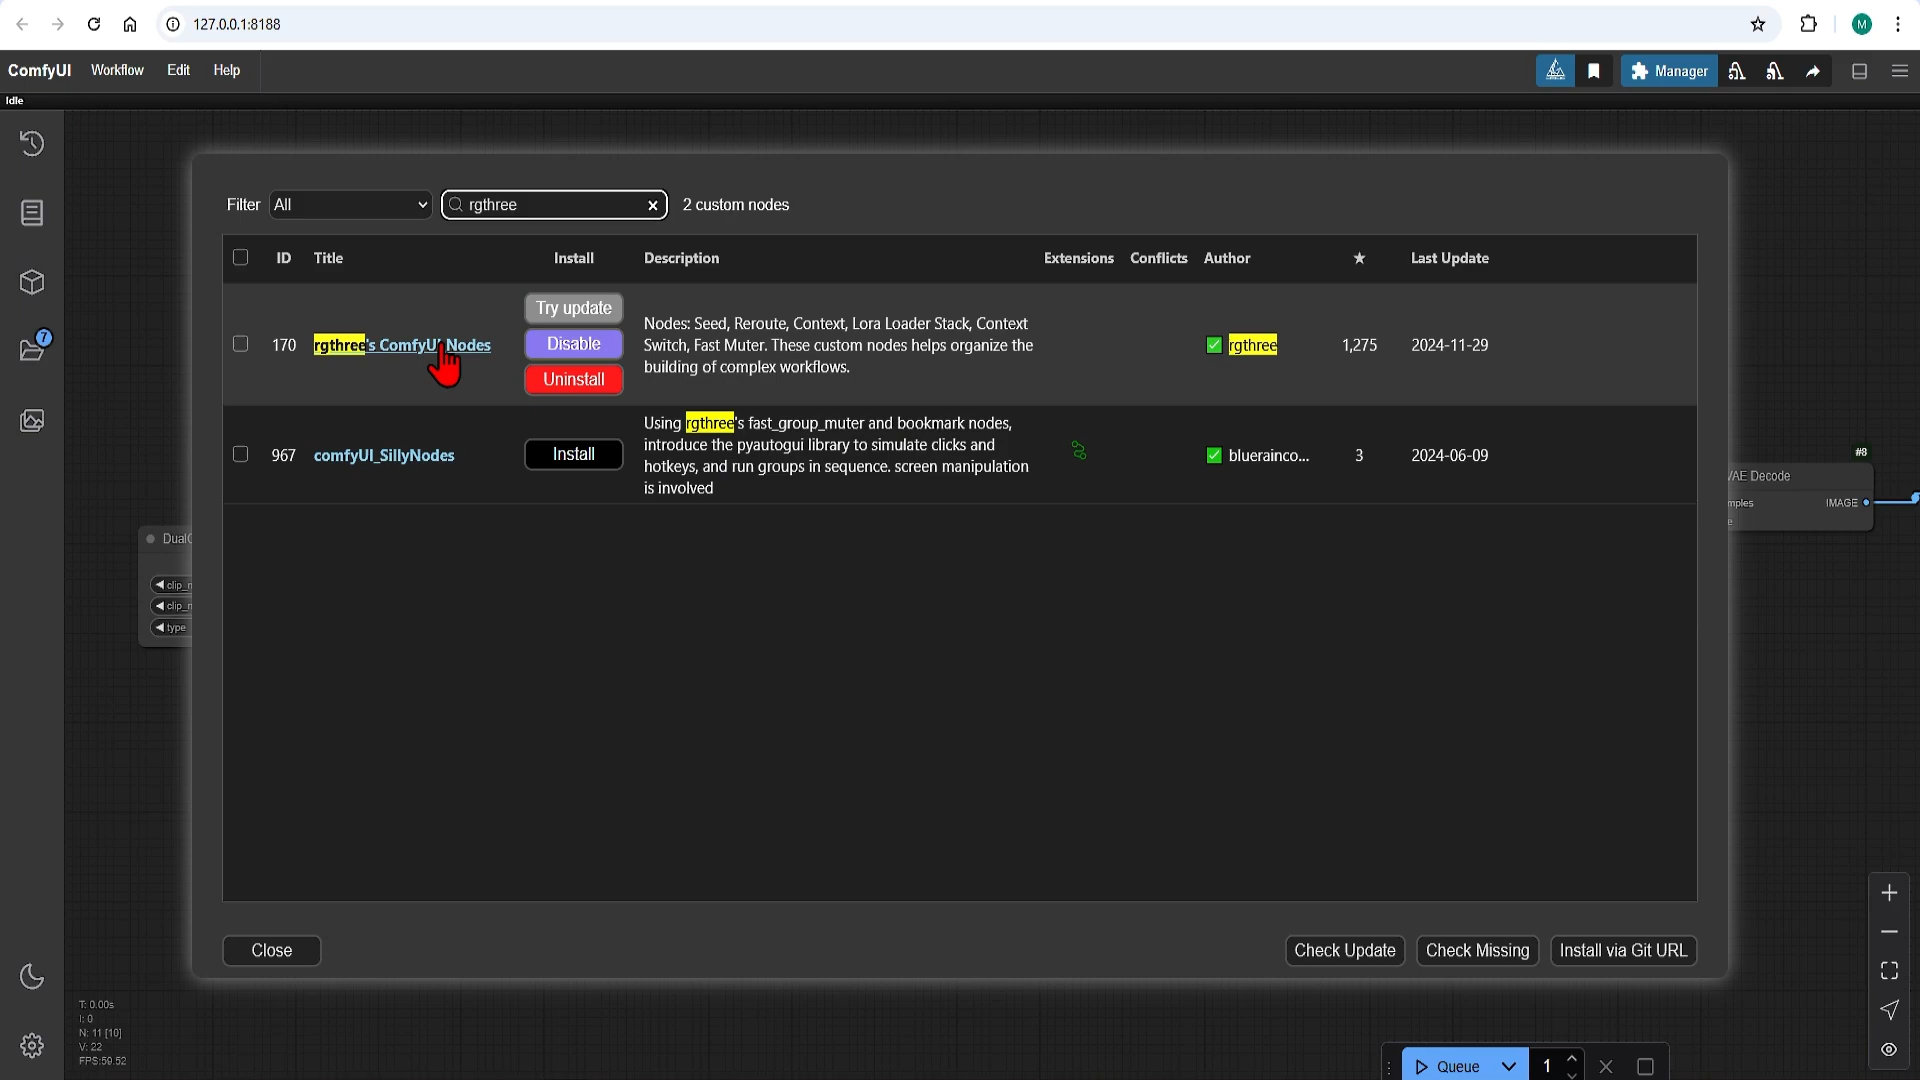 127.0.0.1:8188
M
ComfyUI Workflow Edit Help
Manager
Idle
7
Filter All rgthree 2 custom nodes
ID Title Install Description Extensions Conflicts Author ★ Last Update
Try update
170 rgthree's ComfyUI Nodes Disable
Uninstall
Nodes: Seed, Reroute, Context, Lora Loader Stack, Context
Switch, Fast Muter. These custom nodes helps organize the
building of complex workflows.
rgthree 1,275 2024-11-29
967 comfyUI_SillyNodes Install
Using rgthree's fast_group_muter and bookmark nodes,
introduce the pyautogui library to simulate clicks and
hotkeys, and run groups in sequence. screen manipulation
is involved
bluerainco... 3 2024-06-09
#8
VAE Decode
mples IMAGE
e
DualC
clip_n
clip_n
type
Close Check Update Check Missing Install via Git URL
T: 0.00s
I: 0
N: 11 [10]
V: 22
FPS:59.52
Queue 1